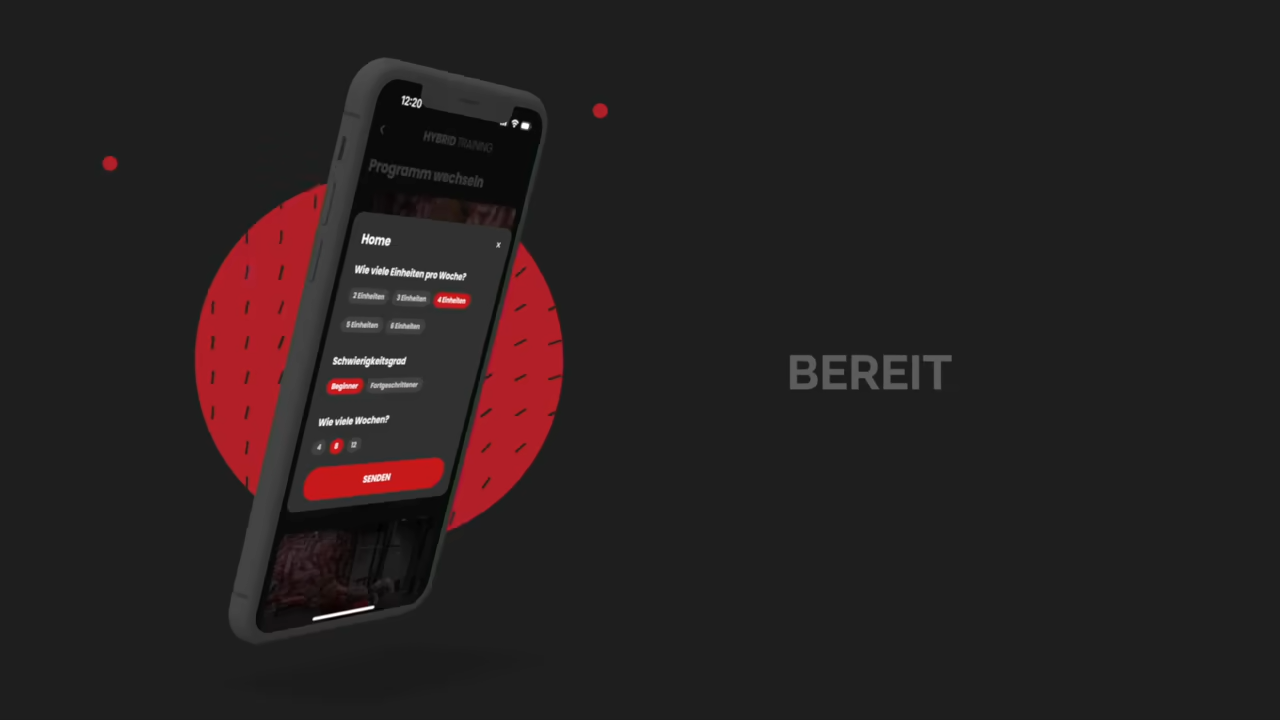 12:20
HYBRID TRAINING
Programm wechseln
Home x
Wie viele Einheiten pro Woche?
2 Einheiten 3 Einheiten 4 Einheiten
5 Einheiten 6 Einheiten
Schwierigkeitsgrad
Beginner Fortgeschrittener
Wie viele Wochen?
4 8 12
SENDEN
BEREIT